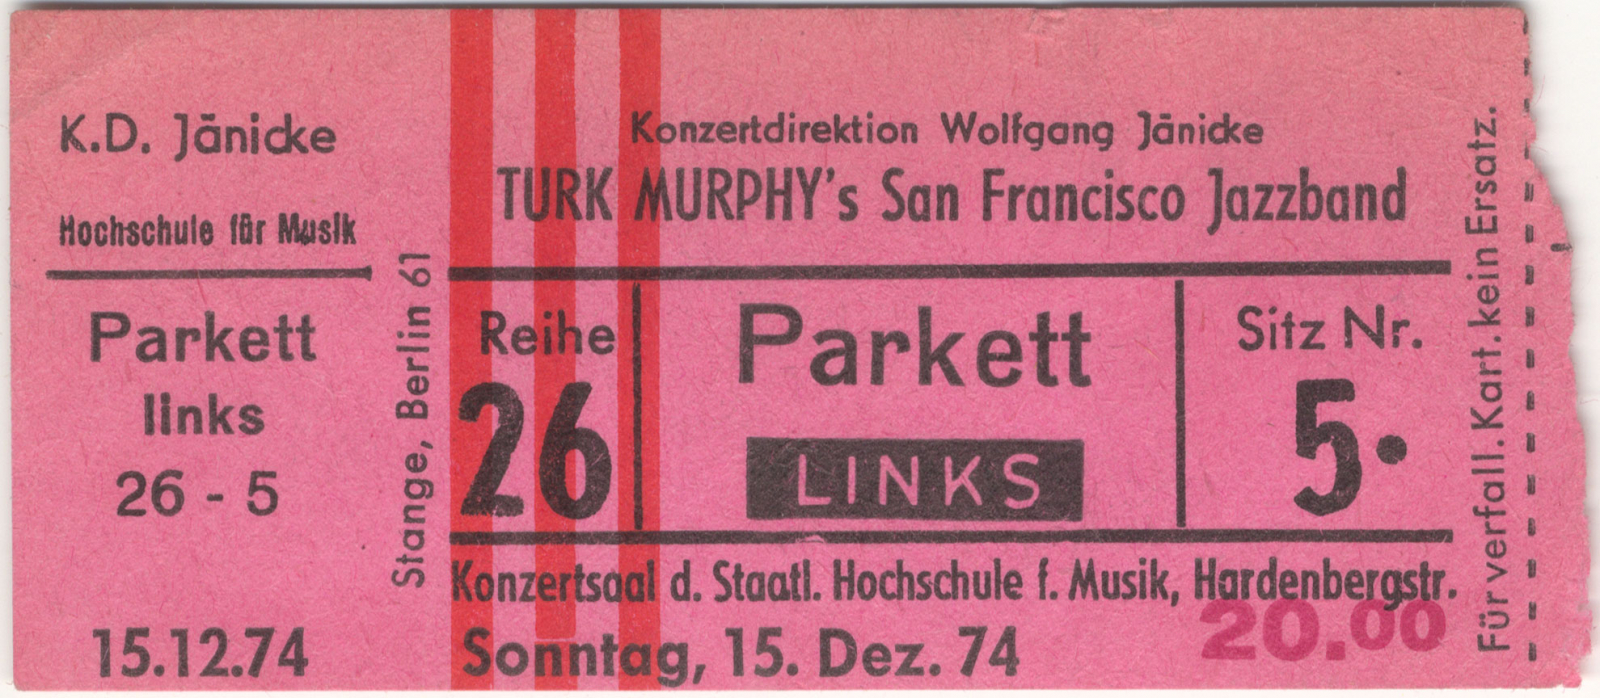 K.D. Jänicke
Hochschule für Musik
Parkett
links
26 - 5
15.12.74
Stange, Berlin 61
Konzertdirektion Wolfgang Jänicke
TURK MURPHY's San Francisco Jazzband
Reihe
26
Parkett
LINKS
Sitz Nr.
5.
Konzertsaal d. Staatl. Hochschule f. Musik, Hardenbergstr.
20.00
Sonntag, 15. Dez. 74
Für verfall. Kart. kein Ersatz.